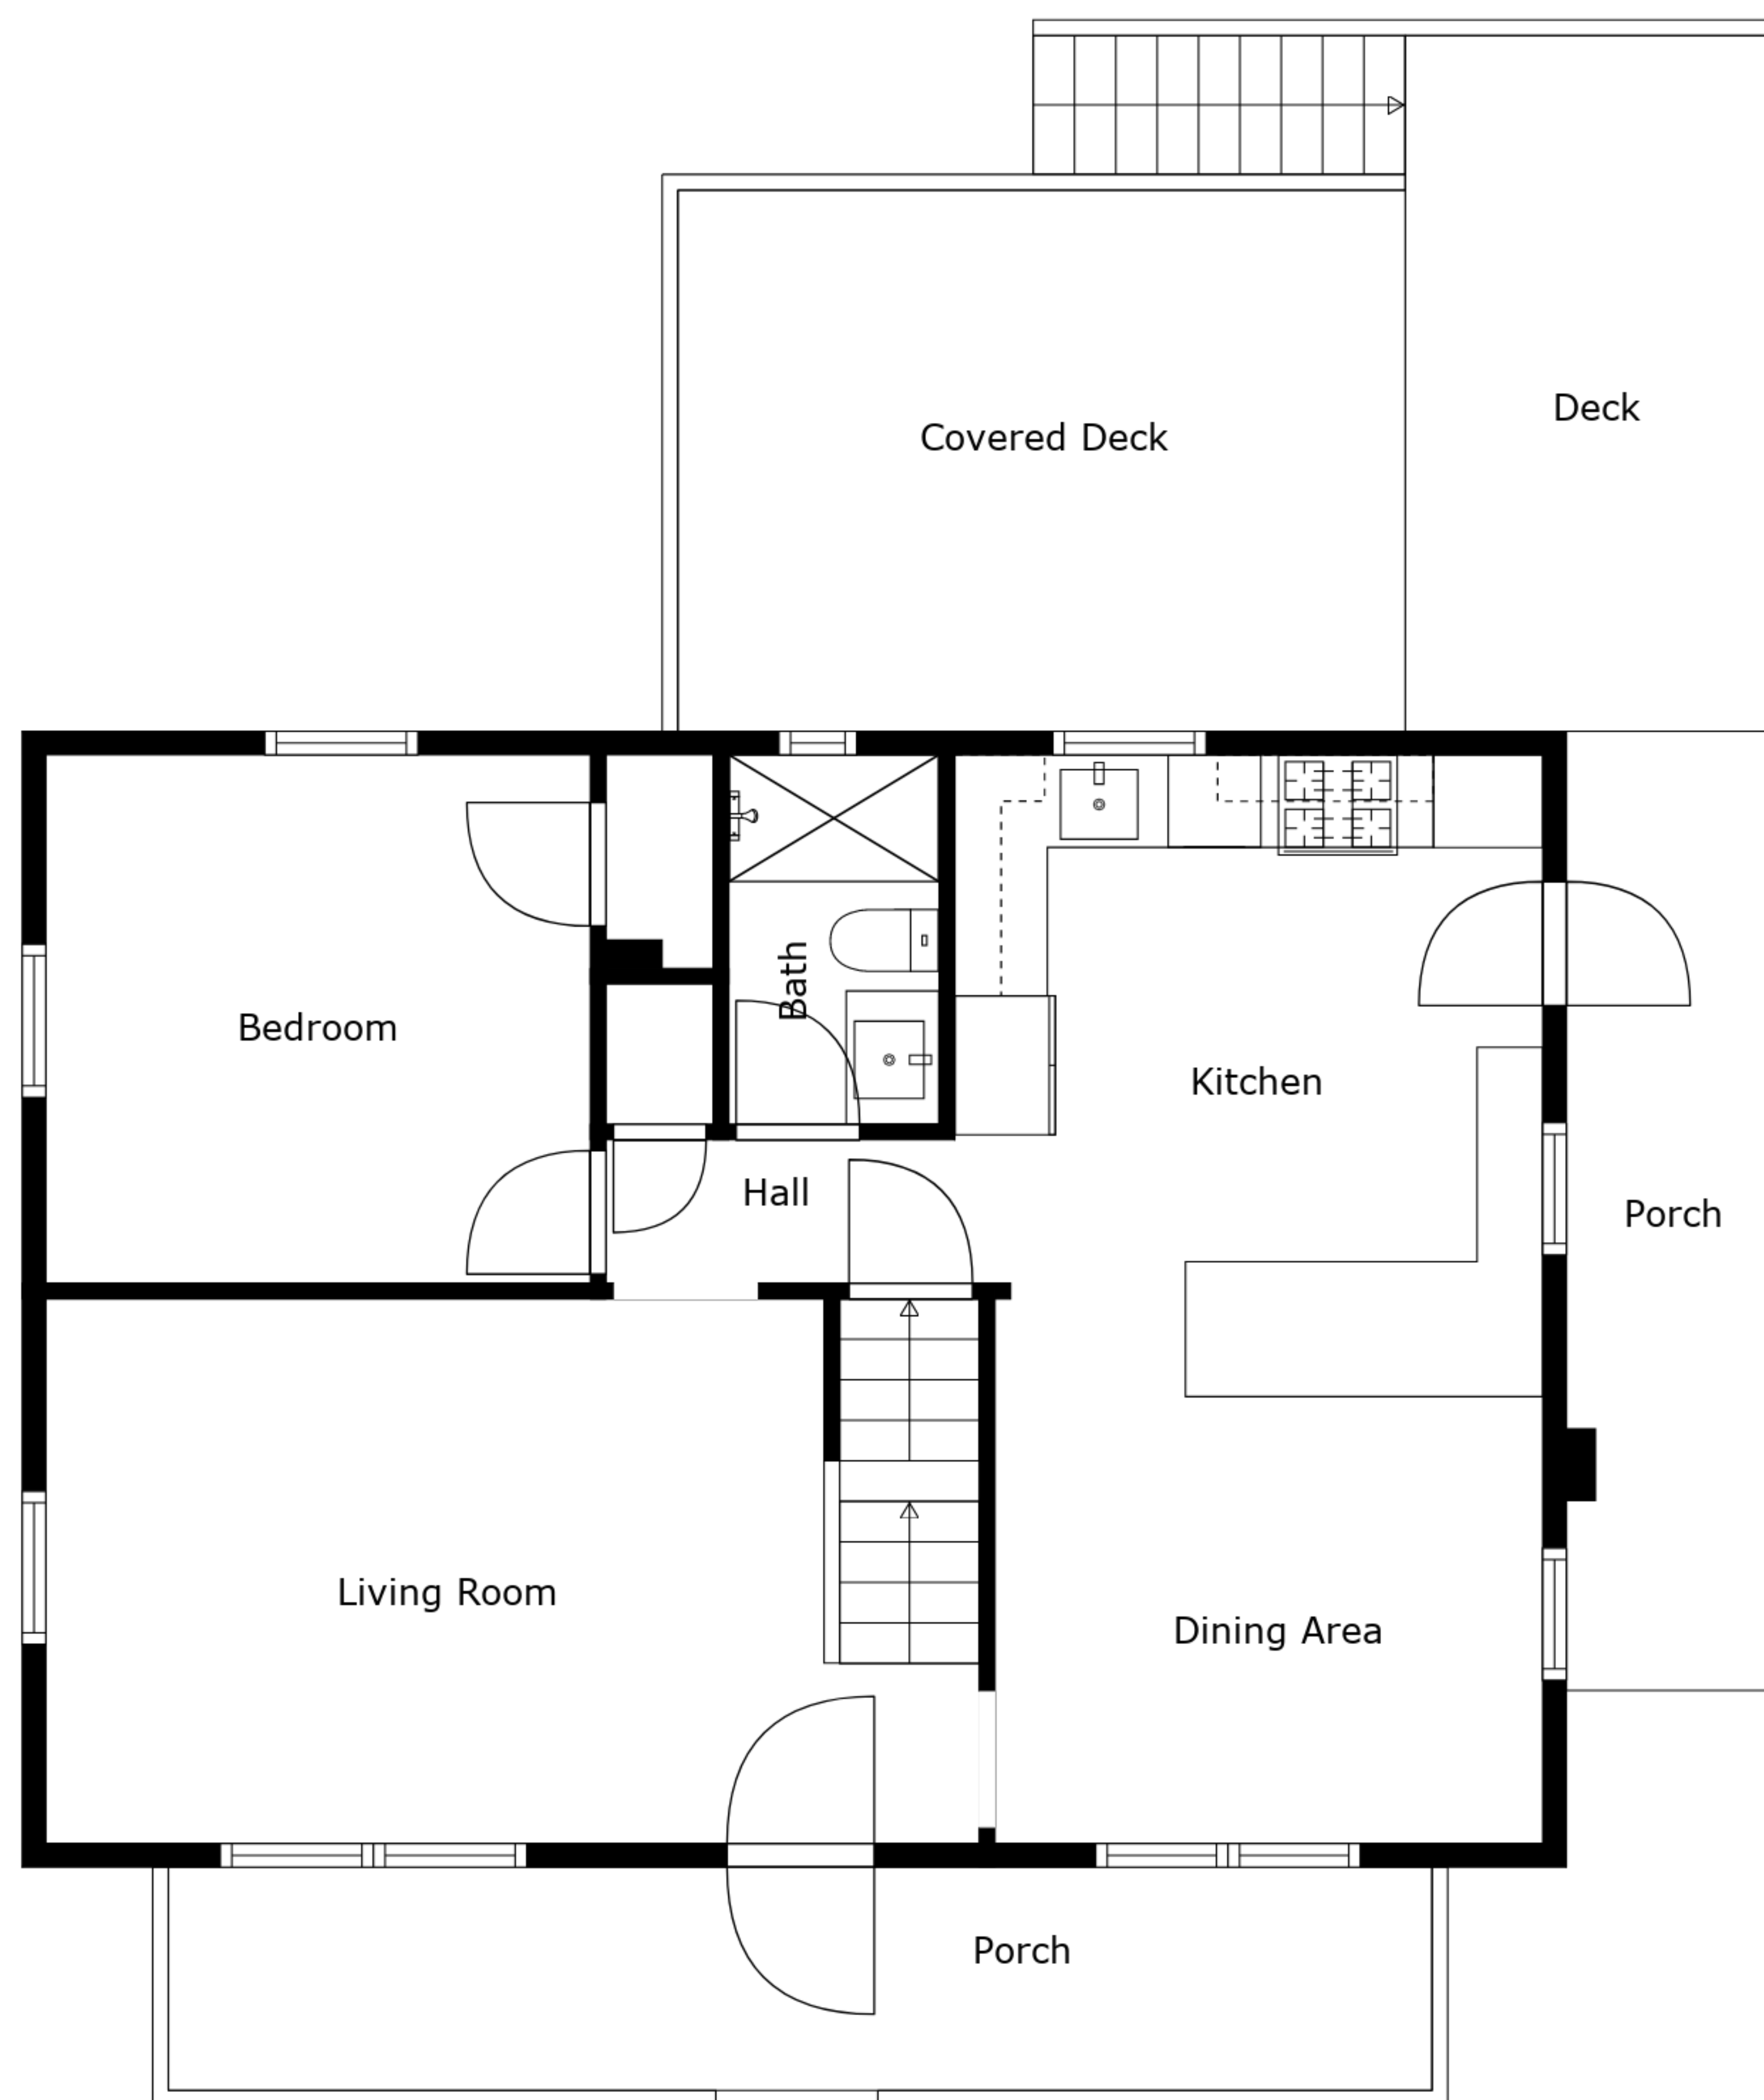 Deck
Covered Deck
Bath
Bedroom
Kitchen
Hall
Porch
Living Room
Dining Area
Porch